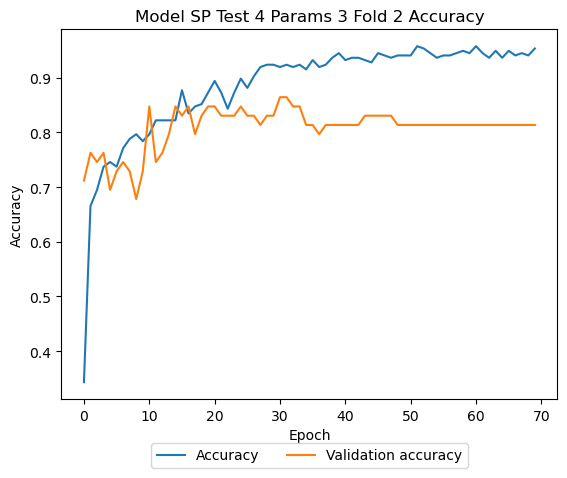 Model SP Test 4 Params 3 Fold 2 Accuracy
Accuracy
0.9
0.8
0.7
0.6
0.5
0.4
0 10 20 30 40 50 60 70
Epoch
Accuracy Validation accuracy